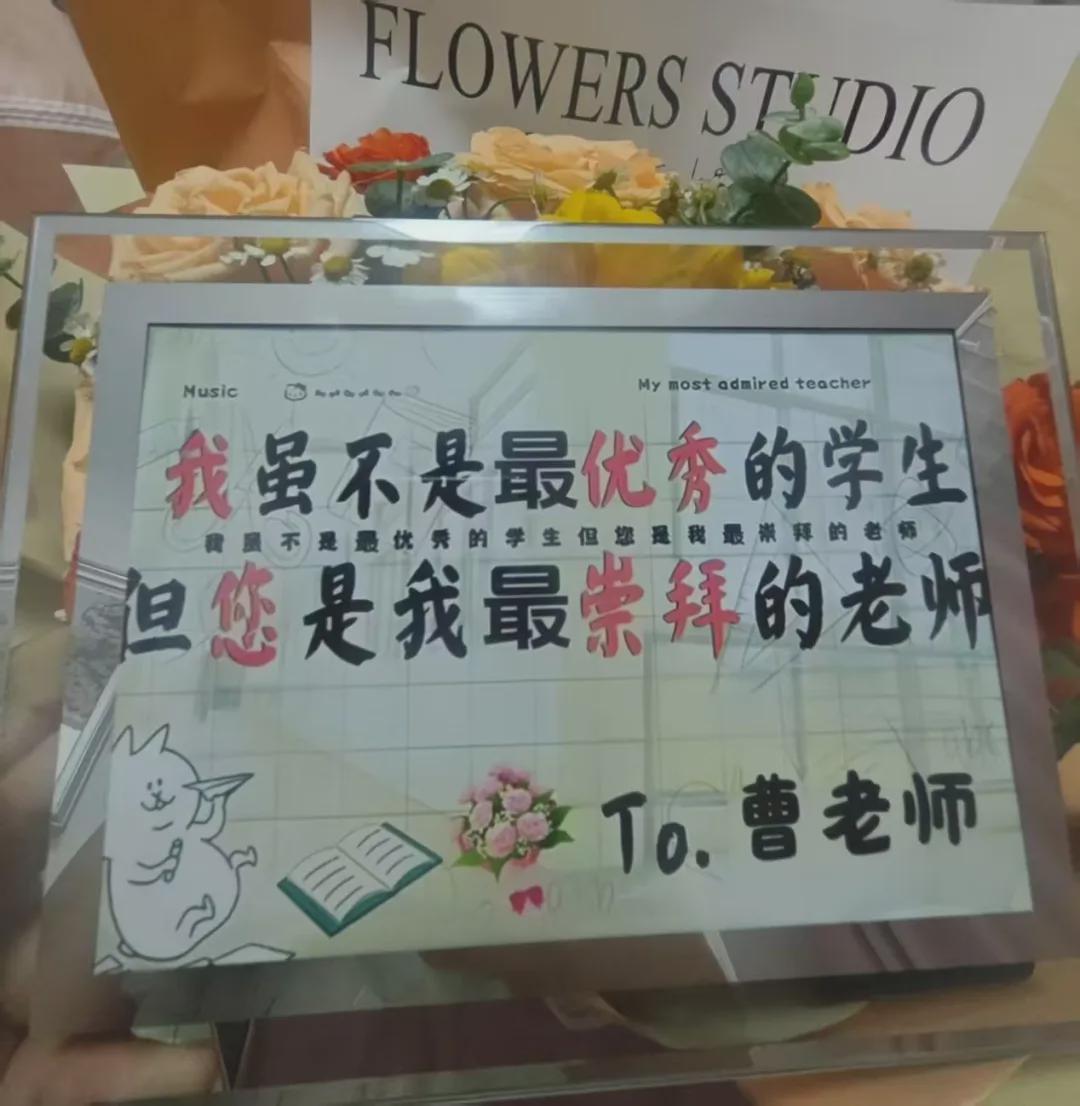 FLOWERS STUDIO
Music
My most admired teacher
我虽不是最优秀的学生
我虽不是最优秀的学生但您是我最崇拜的老师
但您是我最崇拜的老师
To. 曹老师